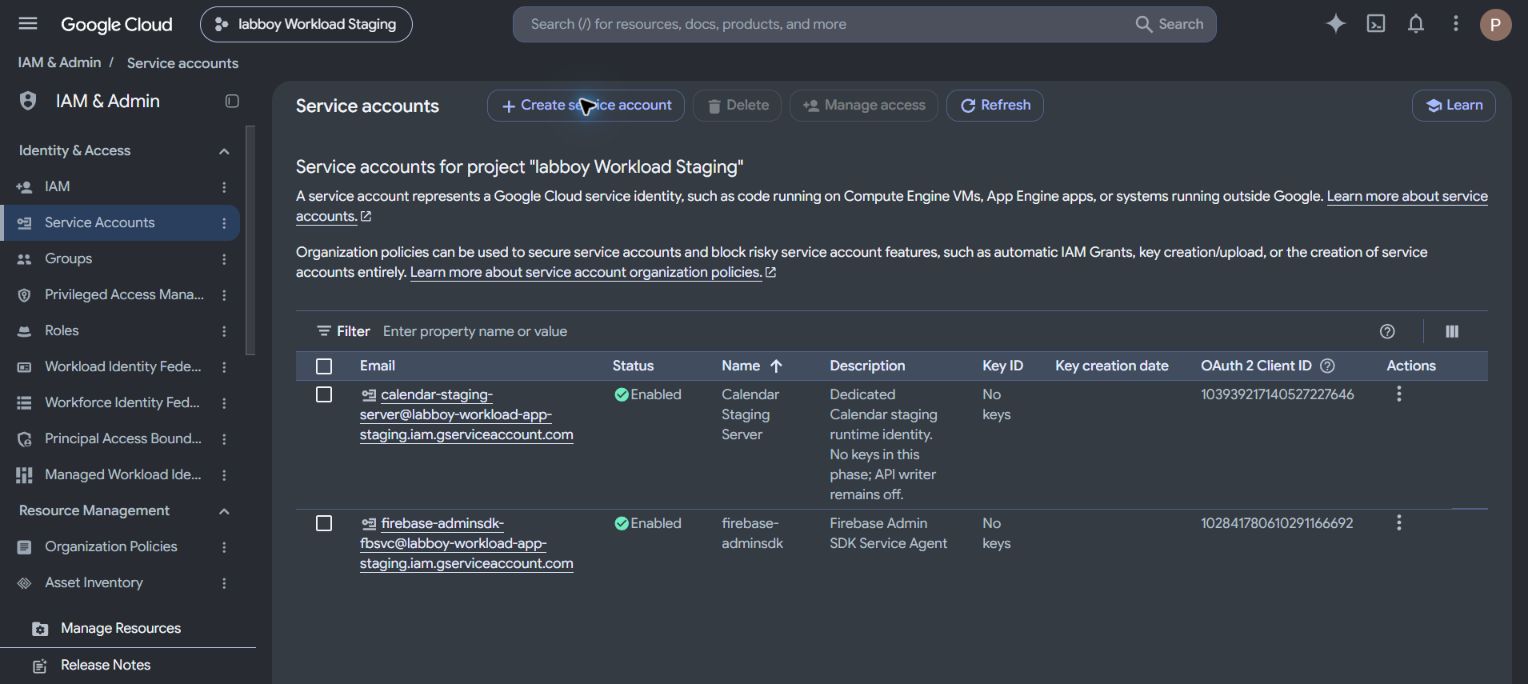 Google Cloud
labboy Workload Staging
Search (/) for resources, docs, products, and more
Search
P
IAM & Admin / Service accounts
IAM & Admin
Identity & Access
IAM
Service Accounts
Groups
Privileged Access Mana...
Roles
Workload Identity Fede...
Workforce Identity Fed...
Principal Access Bound...
Managed Workload Ide...
Resource Management
Organization Policies
Asset Inventory
Manage Resources
Release Notes
Service accounts
+ Create service account
Delete
Manage access
Refresh
Learn
Service accounts for project "labboy Workload Staging"
A service account represents a Google Cloud service identity, such as code running on Compute Engine VMs, App Engine apps, or systems running outside Google. Learn more about service
accounts.
Organization policies can be used to secure service accounts and block risky service account features, such as automatic IAM Grants, key creation/upload, or the creation of service
accounts entirely. Learn more about service account organization policies.
Filter Enter property name or value
Email Status Name Description Key ID Key creation date OAuth 2 Client ID Actions
calendar-staging-
server@labboy-workload-app-
staging.iam.gserviceaccount.com
Enabled
Calendar
Staging
Server
Dedicated
Calendar staging
runtime identity.
No keys in this
phase; API writer
remains off.
No
keys
103939217140527227646
firebase-adminsdk-
fbsvc@labboy-workload-app-
staging.iam.gserviceaccount.com
Enabled
firebase-
adminsdk
Firebase Admin
SDK Service Agent
No
keys
102841780610291166692